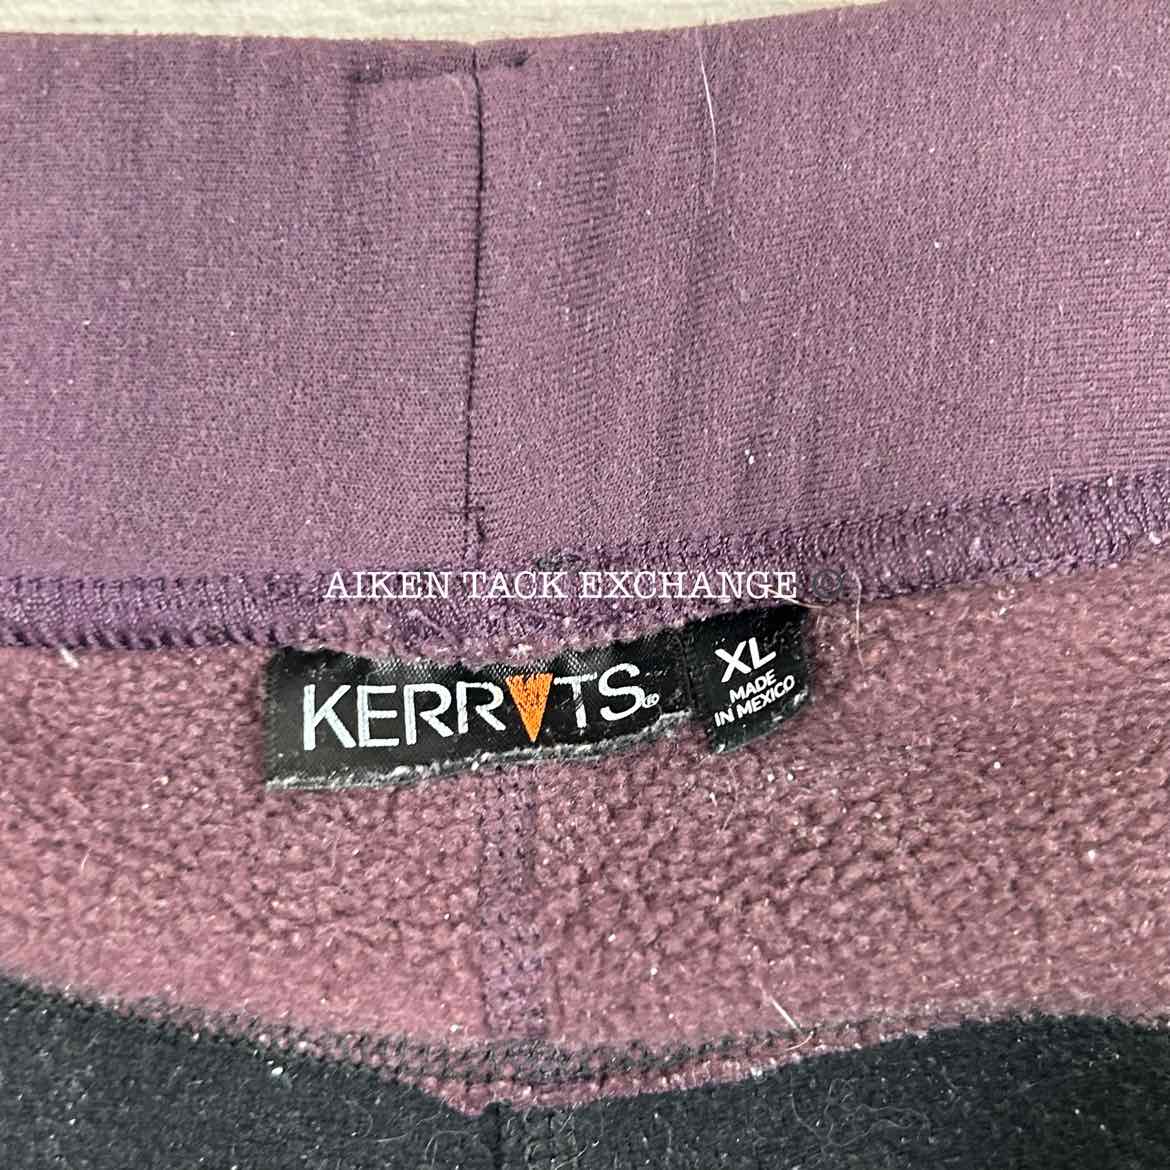 AIKEN TACK EXCHANGE ©
KERRITS®
XL
MADE
IN MEXICO